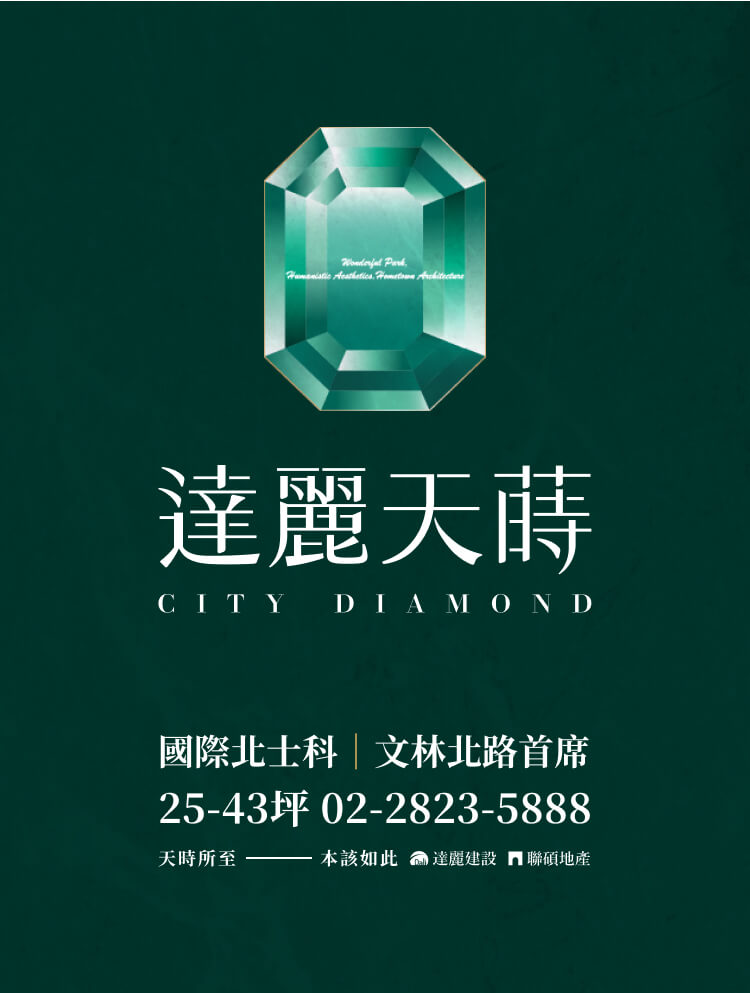 Wonderful Park,
Humanistic Aesthetics,Hometown Architecture
達麗天蒔
CITY DIAMOND
國際北士科｜文林北路首席
25-43坪 02-2823-5888
天時所至 —— 本該如此 達麗建設 聯碩地產